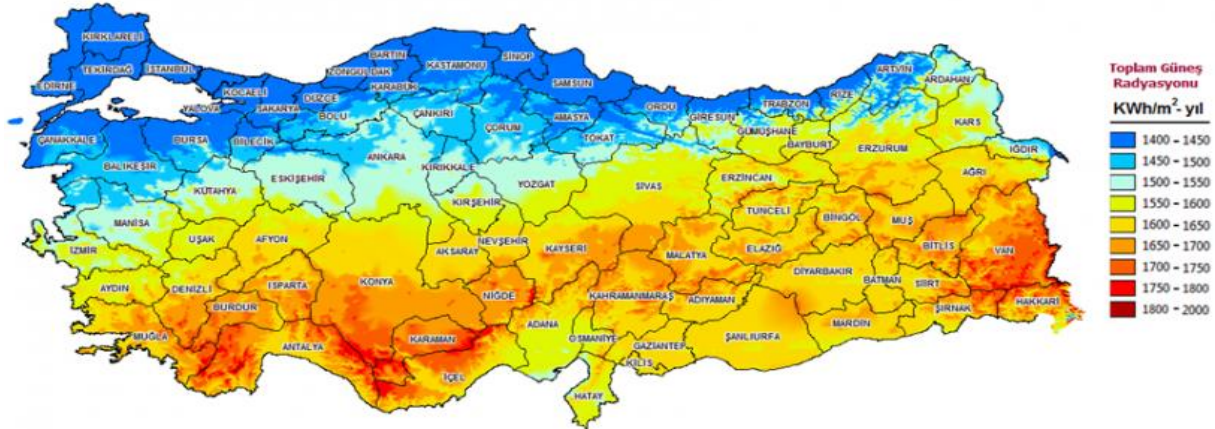 KIRKLARELİ
TEKİRDAĞ
İSTANBUL
EDİRNE
KOCAELİ
YALOVA
SAKARYA
DÜZCE
ZONGULDAK
BARTIN
KARABÜK
KASTAMONU
SİNOP
SAMSUN
ORDU
GİRESUN
TRABZON
RİZE
ARTVİN
ARDAHAN
ÇANAKKALE
BURSA
BİLECİK
BOLU
ÇANKIRI
ÇORUM
AMASYA
TOKAT
GÜMÜŞHANE
BAYBURT
ERZURUM
KARS
IĞDIR
BALIKEŞİR
KÜTAHYA
ESKİŞEHİR
ANKARA
KIRIKKALE
YOZGAT
SİVAS
ERZİNCAN
AĞRI
MANİSA
UŞAK
AFYON
KIRŞEHİR
NEVŞEHİR
KAYSERİ
TUNCELİ
BİNGÖL
MUŞ
İZMİR
AKSARAY
MALATYA
ELAZIĞ
BİTLİS
VAN
AYDIN
DENİZLİ
ISPARTA
KONYA
NİĞDE
KAHRAMANMARAŞ
ADIYAMAN
DİYARBAKIR
BATMAN
SİİRT
HAKKARİ
BURDUR
MUĞLA
ANTALYA
KARAMAN
İÇEL
ADANA
OSMANİYE
GAZİANTEP
KİLİS
HATAY
ŞANLIURFA
MARDİN
ŞIRNAK
Toplam Güneş
Radyasyonu
KWh/m²- yıl
1400 - 1450
1450 - 1500
1500 - 1550
1550 - 1600
1600 - 1650
1650 - 1700
1700 - 1750
1750 - 1800
1800 - 2000